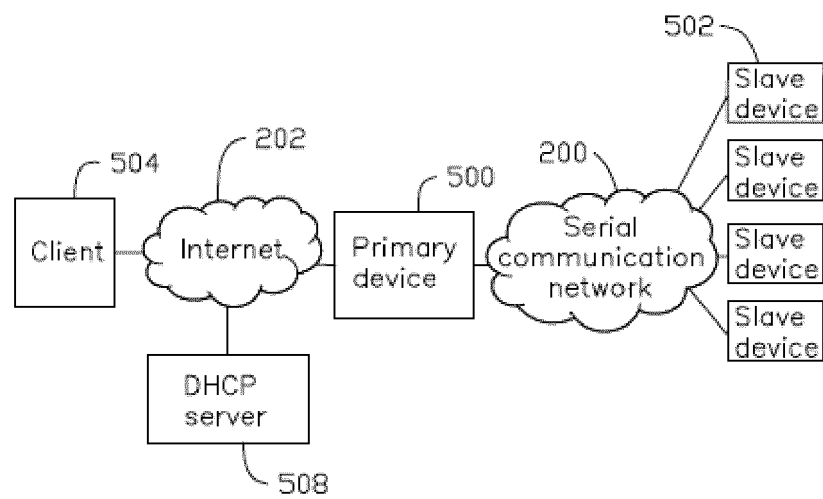 502
Slave
device
202
504
200
500
Slave
device
Client
Internet
Primary
device
Serial
communication
network
Slave
device
Slave
device
DHCP
server
508